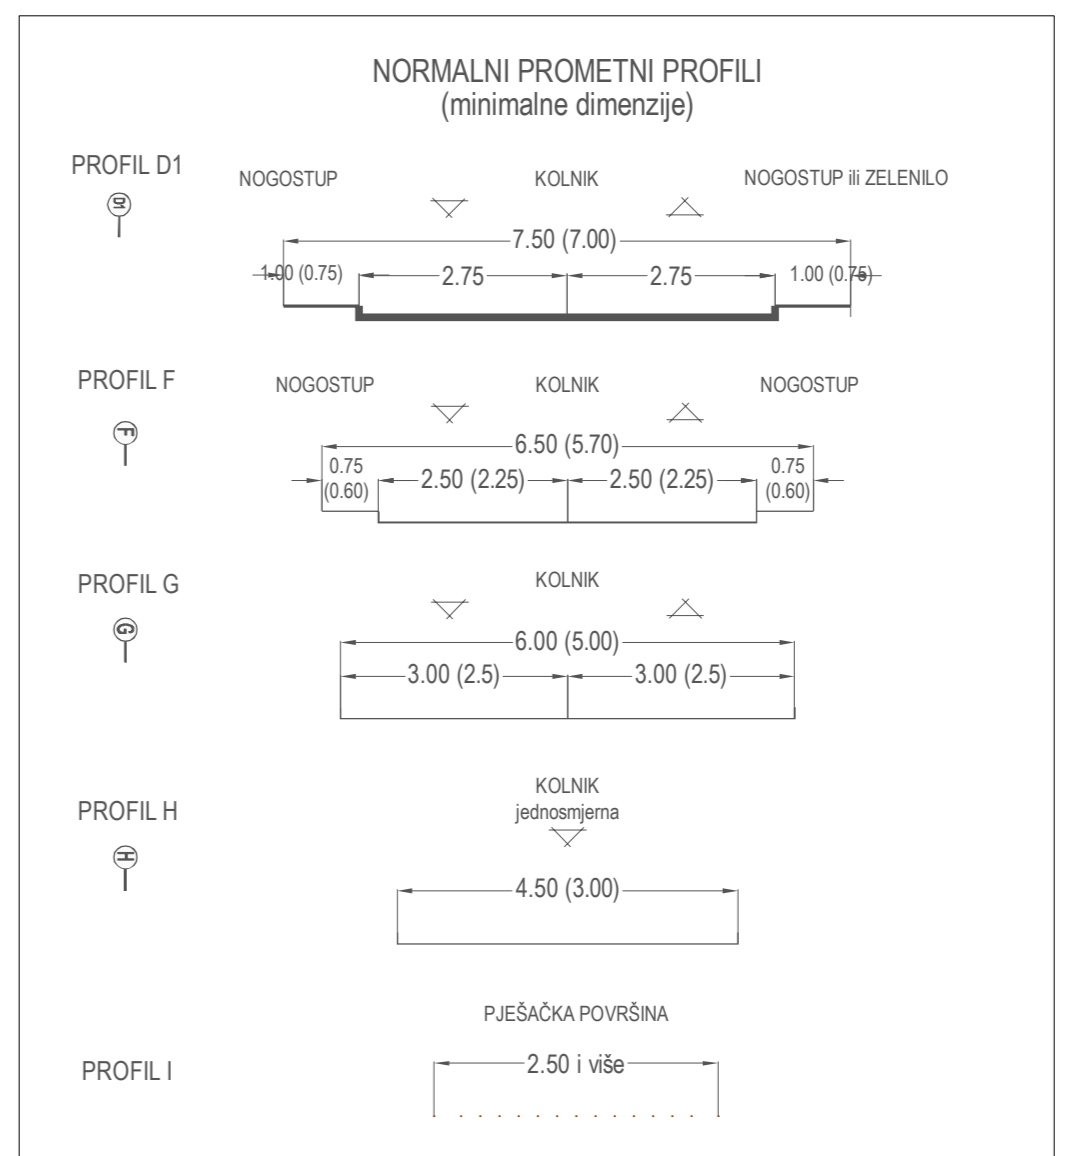 NORMALNI PROMETNI PROFILI
(minimalne dimenzije)
PROFIL D1
D1
NOGOSTUP
KOLNIK
NOGOSTUP ili ZELENILO
7.50 (7.00)
1.00 (0.75)
2.75
2.75
1.00 (0.75)
PROFIL F
F
NOGOSTUP
KOLNIK
NOGOSTUP
6.50 (5.70)
0.75
(0.60)
2.50 (2.25)
2.50 (2.25)
0.75
(0.60)
PROFIL G
G
KOLNIK
6.00 (5.00)
3.00 (2.5)
3.00 (2.5)
PROFIL H
H
KOLNIK
jednosmjerna
4.50 (3.00)
PROFIL I
PJEŠAČKA POVRŠINA
2.50 i više